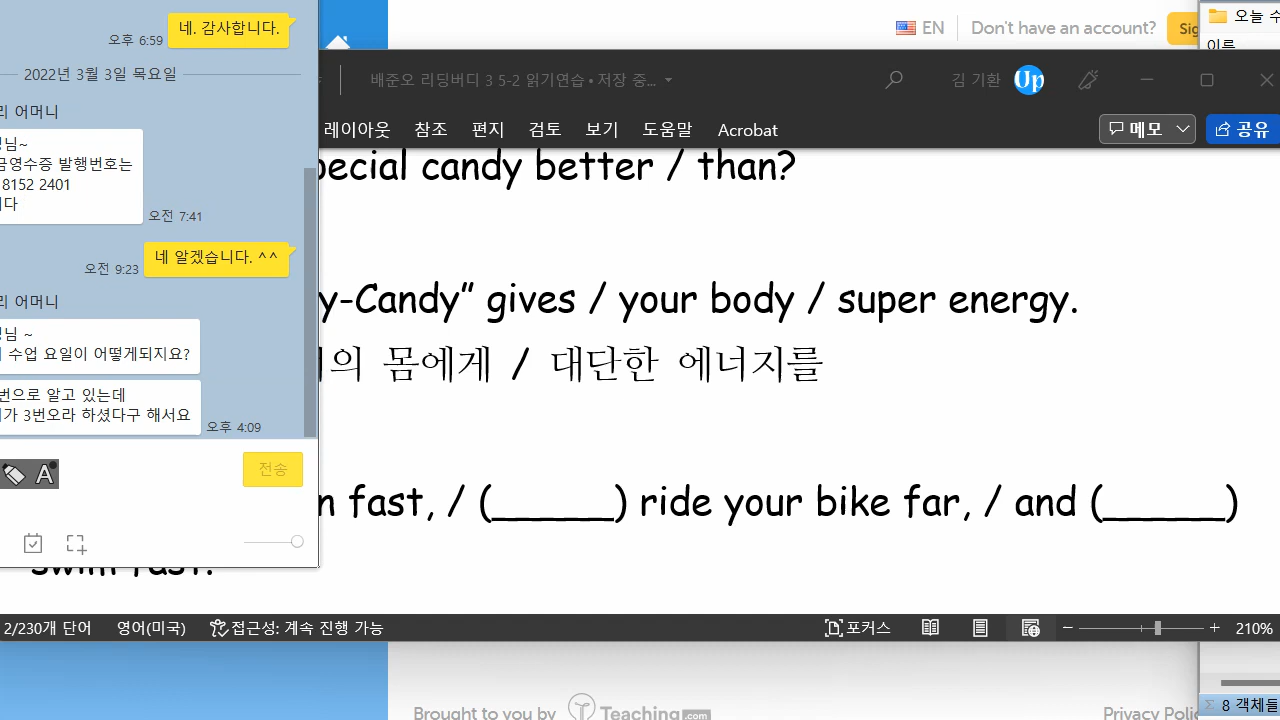 네. 감사합니다.
오후 6:59
2022년 3월 3일 목요일
리 어머니
님~
금영수증 발행번호는
8152 2401
다
오전 7:41
네 알겠습니다. ^^
오전 9:23
리 어머니
님 ~
수업 요일이 어떻게되지요?
번으로 알고 있는데
가 3번오라 하셨다구 해서요
오후 4:09
전송
EN
Don't have an account?
오늘 수
이름
배준오 리딩버디 3 5-2 읽기연습 • 저장 중...
김 기환
Up
레이아웃 참조 편지 검토 보기 도움말 Acrobat
메모
공유
pecial candy better / than?
y-Candy” gives / your body / super energy.
의 몸에게 / 대단한 에너지를
n fast, / (_____) ride your bike far, / and (_____)
swim fast.
2/230개 단어 영어(미국) 접근성: 계속 진행 가능
포커스
210%
Brought to you by Teaching.com
Privacy
8 객체들